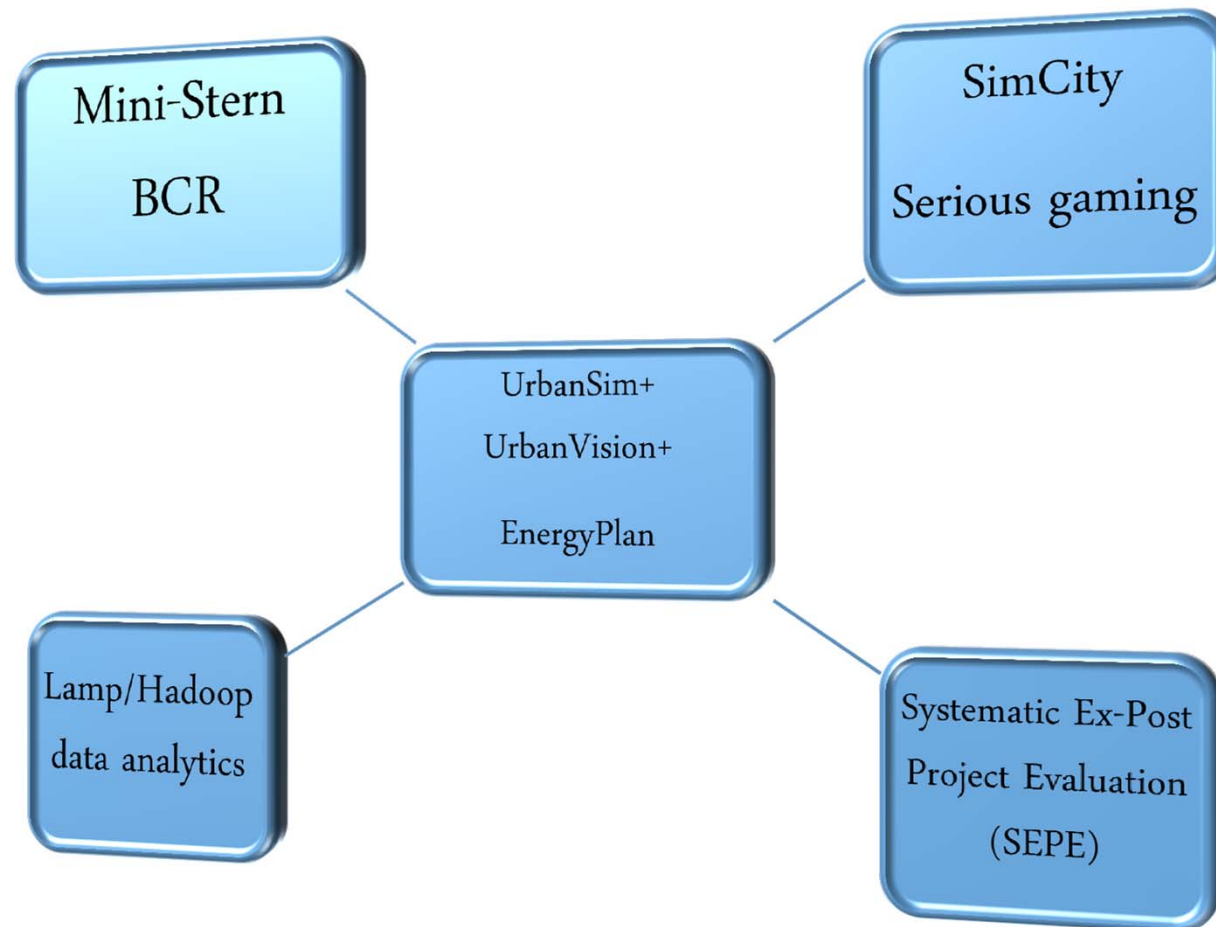 Mini-Stern
BCR
SimCity
Serious gaming
UrbanSim+
UrbanVision+
EnergyPlan
Lamp/Hadoop
data analytics
Systematic Ex-Post
Project Evaluation
(SEPE)